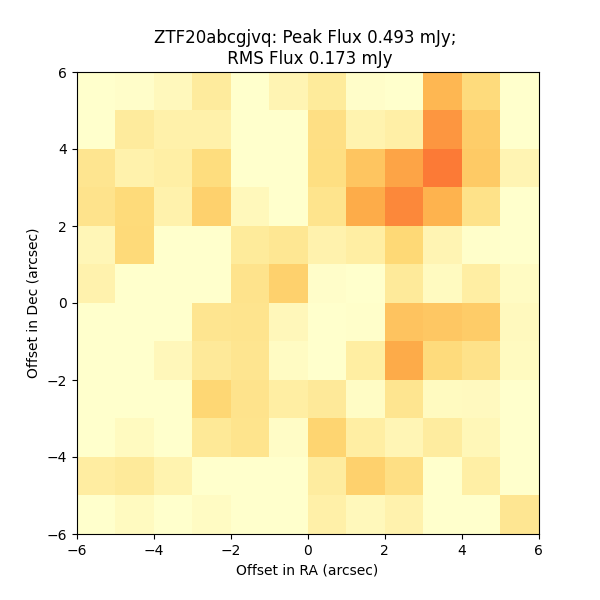 ZTF20abcgjvq: Peak Flux 0.493 mJy;
RMS Flux 0.173 mJy
6
4
2
0
−2
−4
−6
Offset in Dec (arcsec)
−6 −4 −2 0 2 4 6
Offset in RA (arcsec)